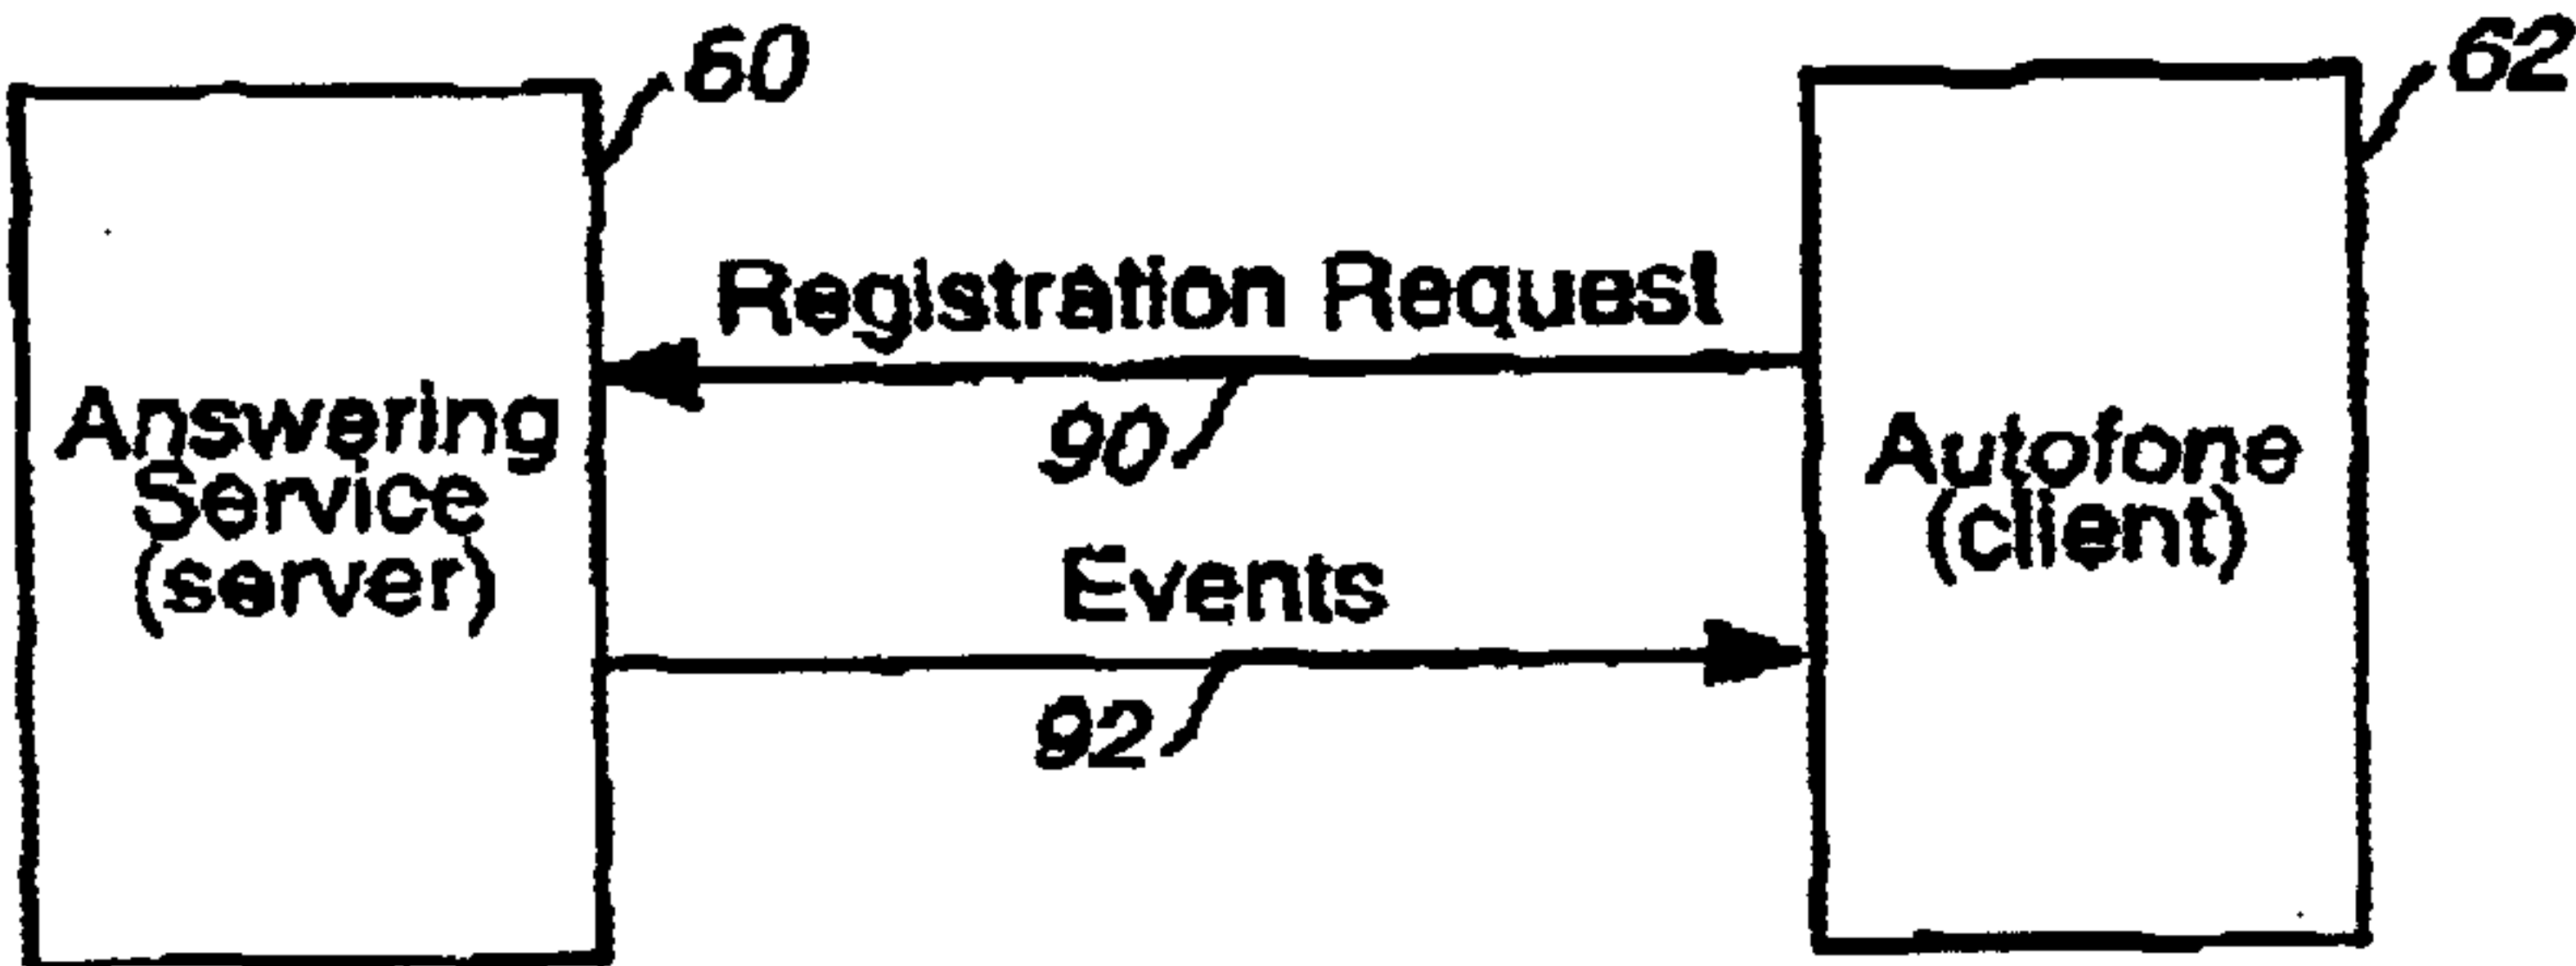 60
62
Registration Request
90
Answering
Service
(server)
Autofone
(client)
Events
92